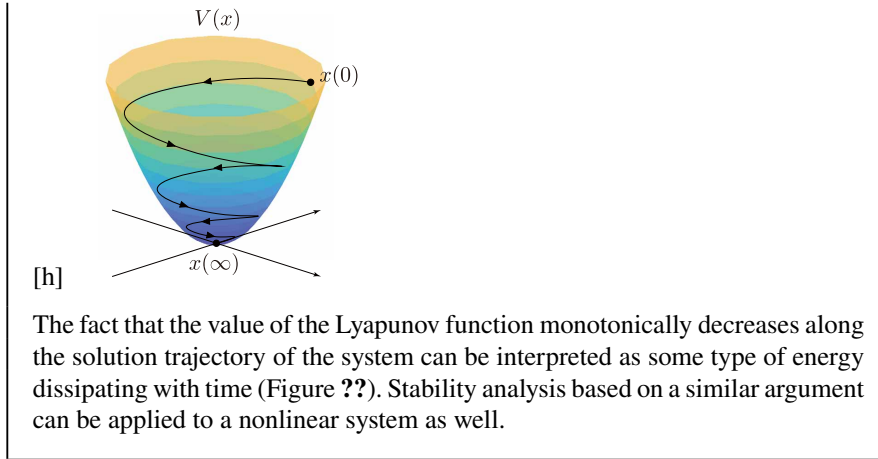 V(x)
x(0)
x(∞)
[h]
The fact that the value of the Lyapunov function monotonically decreases along
the solution trajectory of the system can be interpreted as some type of energy
dissipating with time (Figure ??). Stability analysis based on a similar argument
can be applied to a nonlinear system as well.